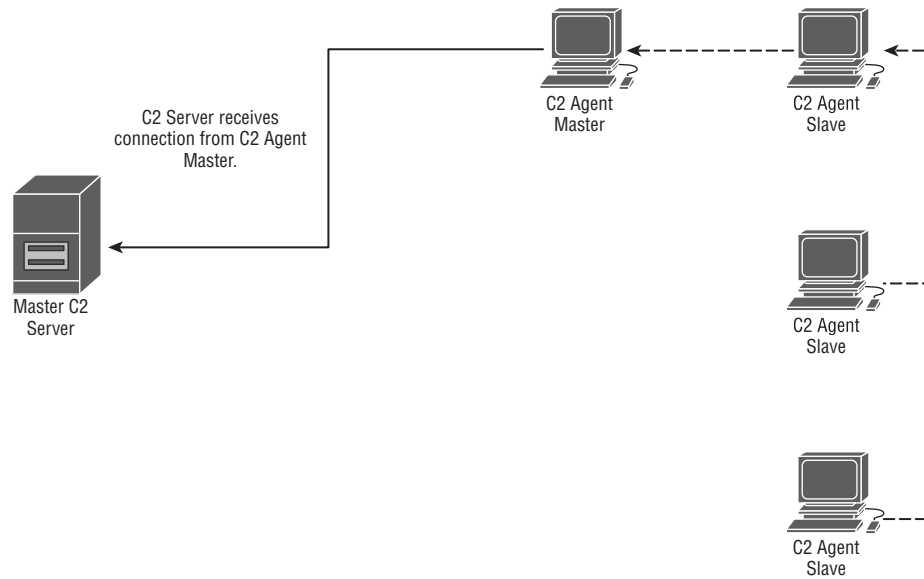 C2 Server receives
connection from C2 Agent
Master.
C2 Agent
Master
C2 Agent
Slave
Master C2
Server
C2 Agent
Slave
C2 Agent
Slave